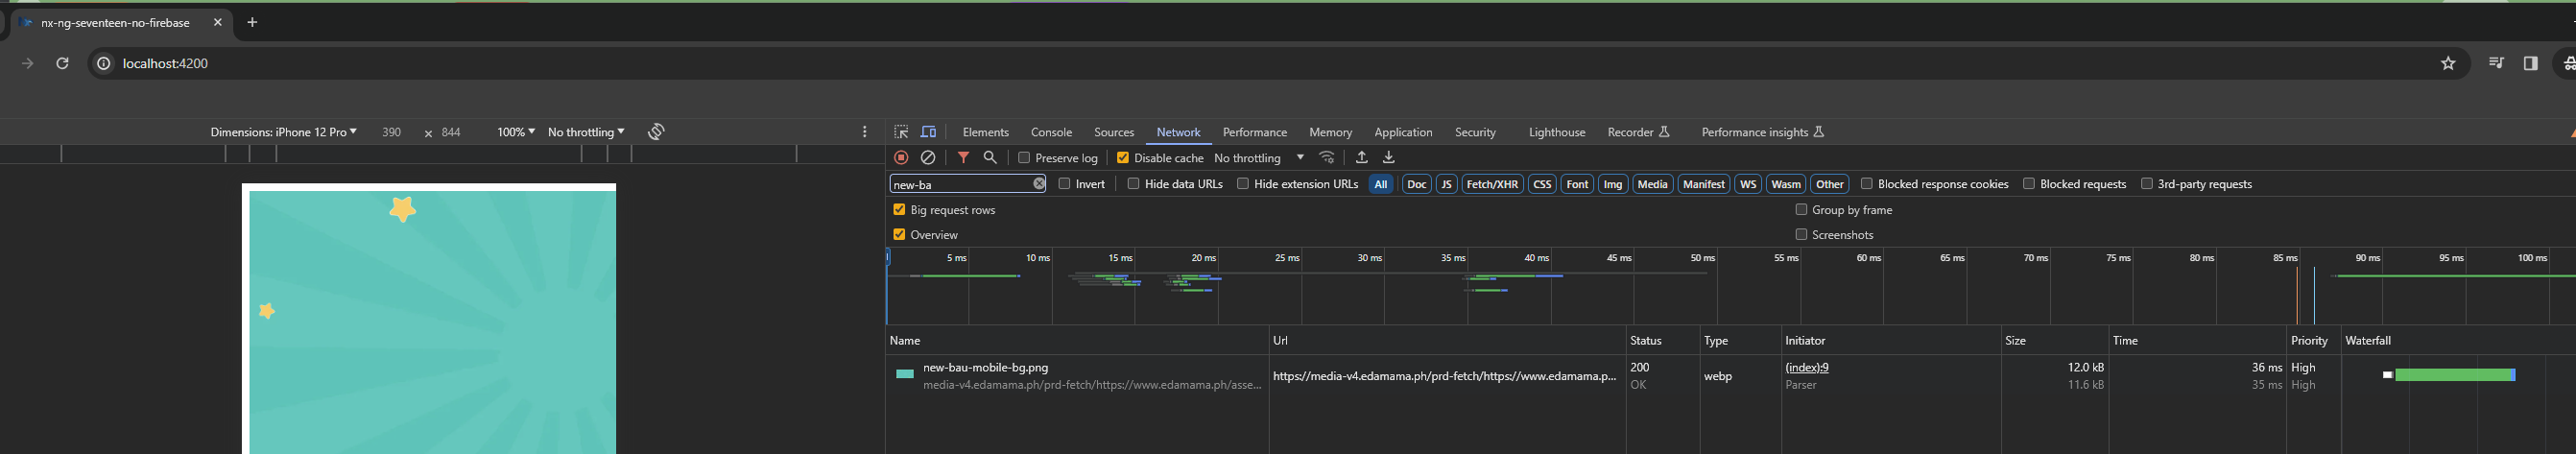 nx-ng-seventeen-no-firebase
localhost:4200
Dimensions: iPhone 12 Pro 390 × 844 100% No throttling
Elements Console Sources Network Performance Memory Application Security Lighthouse Recorder Performance insights
Preserve log Disable cache No throttling
new-ba Invert Hide data URLs Hide extension URLs All Doc JS Fetch/XHR CSS Font Img Media Manifest WS Wasm Other Blocked response cookies Blocked requests 3rd-party requests
Big request rows Group by frame
Overview Screenshots
5 ms 10 ms 15 ms 20 ms 25 ms 30 ms 35 ms 40 ms 45 ms 50 ms 55 ms 60 ms 65 ms 70 ms 75 ms 80 ms 85 ms 90 ms 95 ms 100 ms
Name Url Status Type Initiator Size Time Priority Waterfall
new-bau-mobile-bg.png https://media-v4.edamama.ph/prd-fetch/https://www.edamama.p... 200 webp (index):9 12.0 kB 36 ms High
media-v4.edamama.ph/prd-fetch/https://www.edamama.ph/asse... OK Parser 11.6 kB 35 ms High